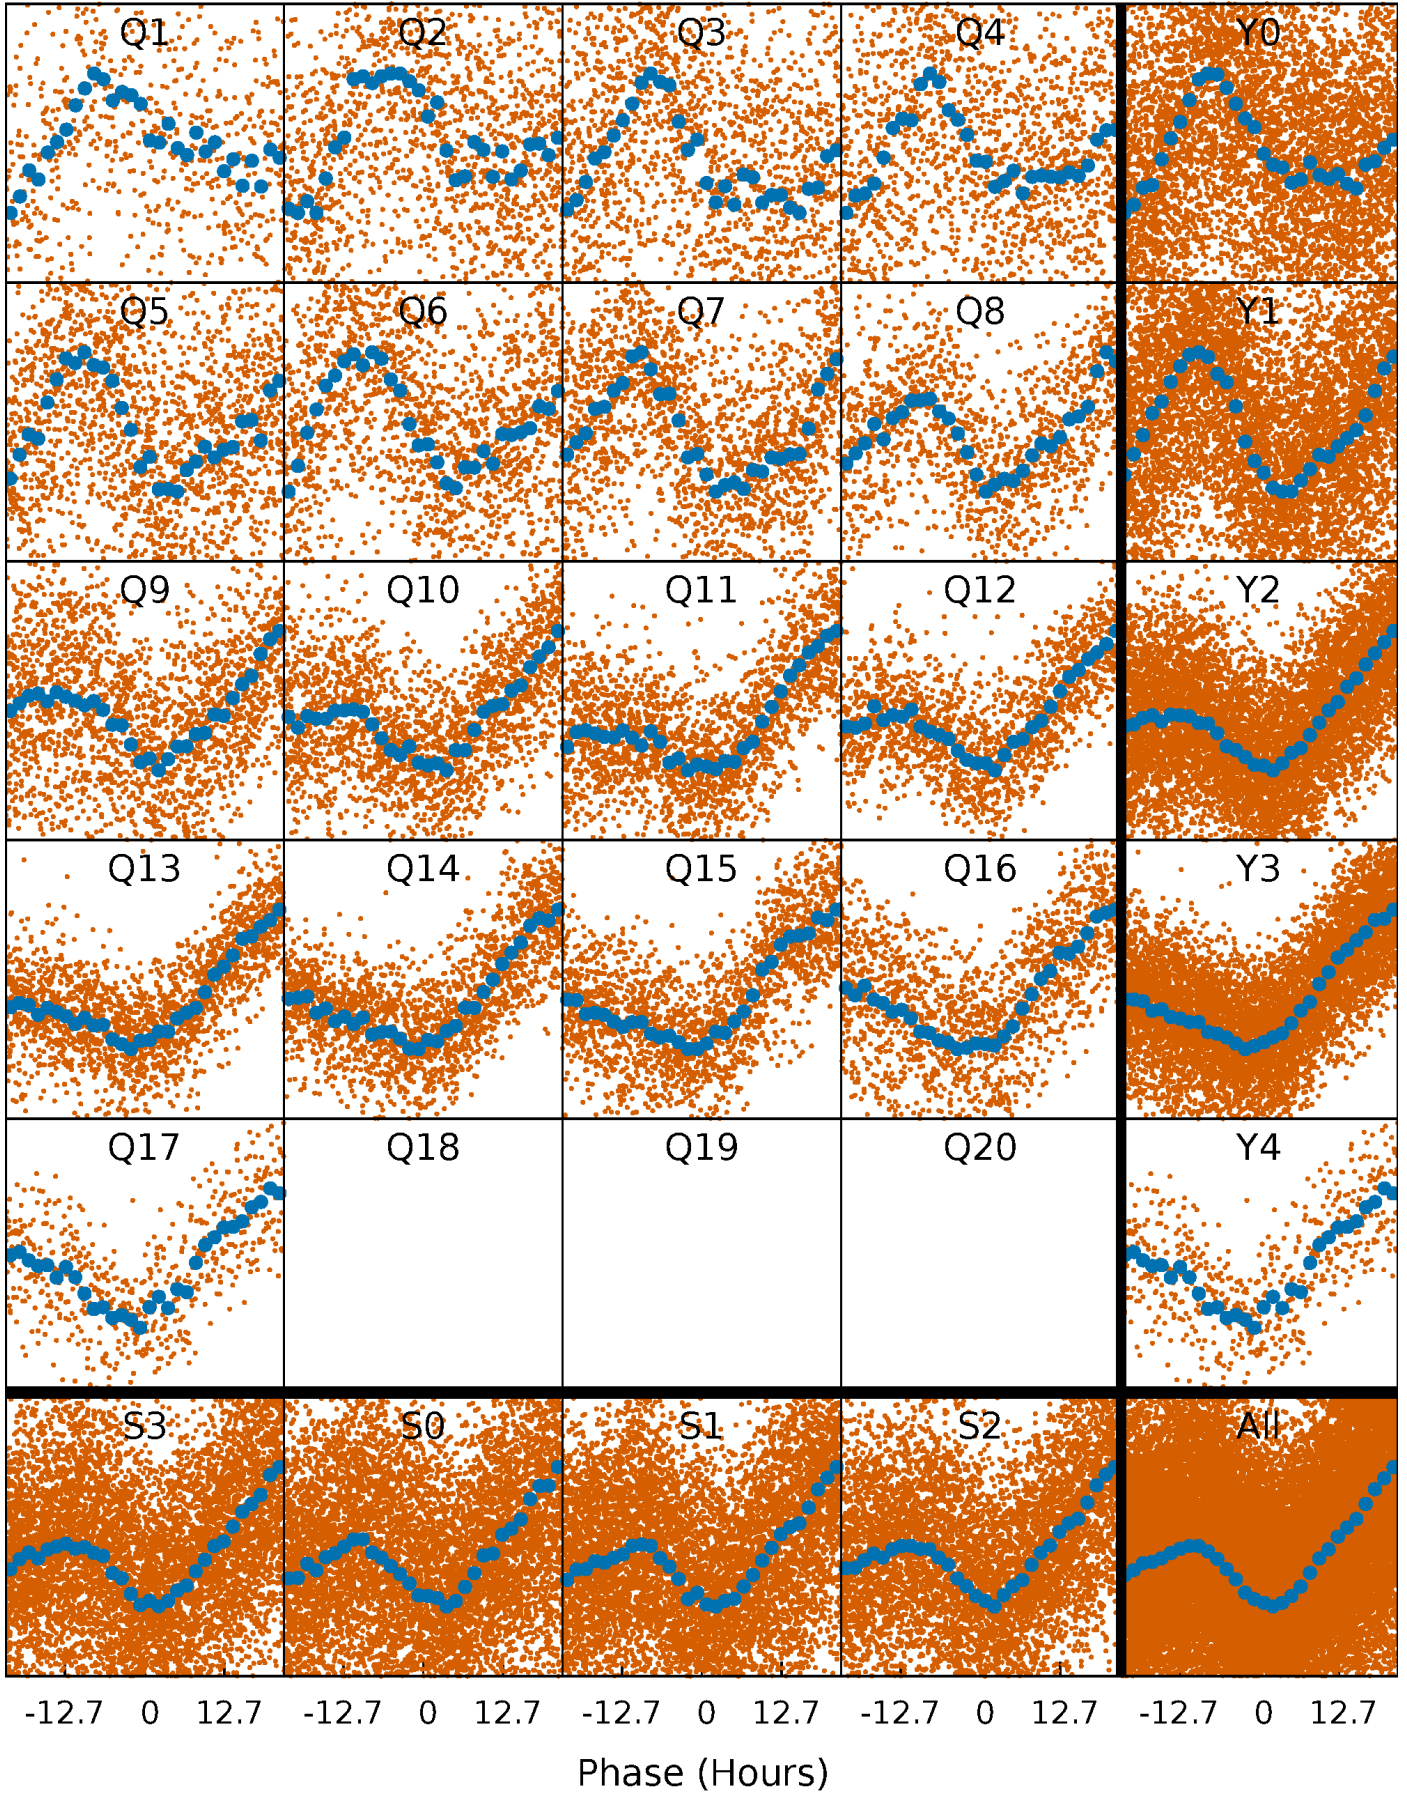 Q1 Q2 Q3 Q4 Y0
Q5 Q6 Q7 Q8 Y1
Q9 Q10 Q11 Q12 Y2
Q13 Q14 Q15 Q16 Y3
Q17 Q18 Q19 Q20 Y4
S3 S0 S1 S2 All
-12.7 0 12.7 -12.7 0 12.7 -12.7 0 12.7 -12.7 0 12.7 -12.7 0 12.7
Phase (Hours)